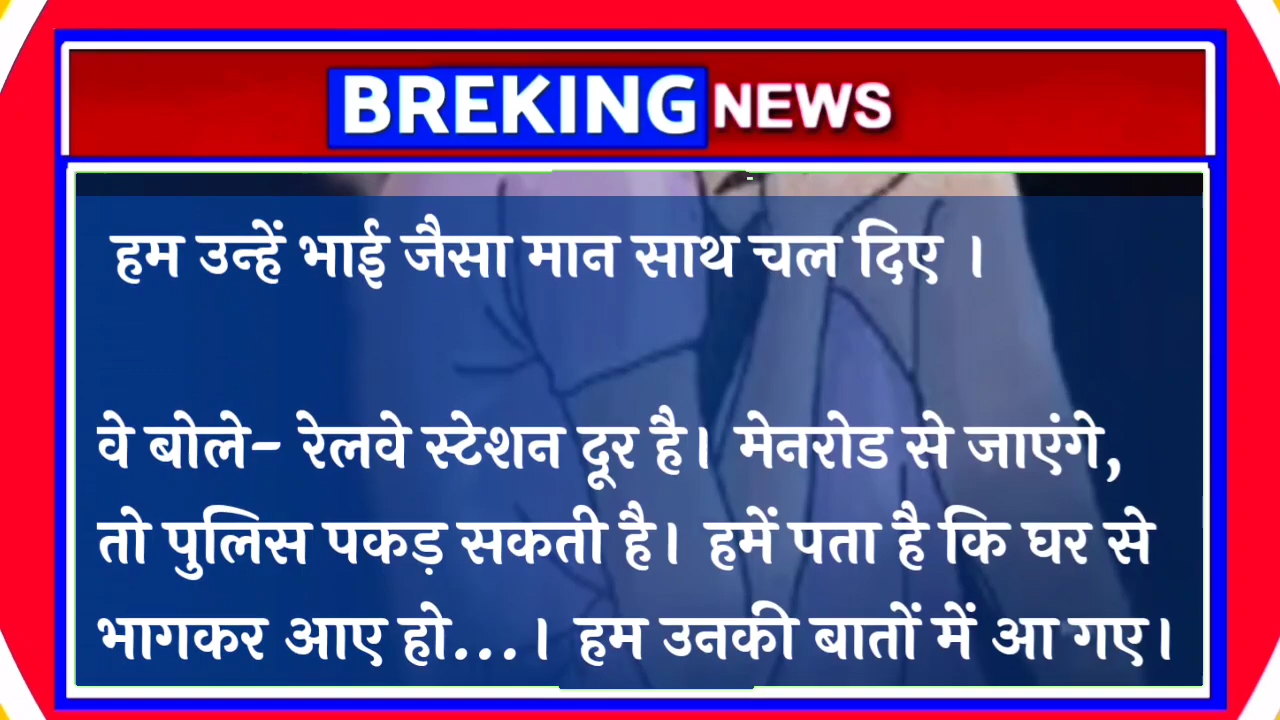 BREKING NEWS
हम उन्हें भाई जैसा मान साथ चल दिए ।
वे बोले- रेलवे स्टेशन दूर है। मेनरोड से जाएंगे,
तो पुलिस पकड़ सकती है। हमें पता है कि घर से
भागकर आए हो...। हम उनकी बातों में आ गए।